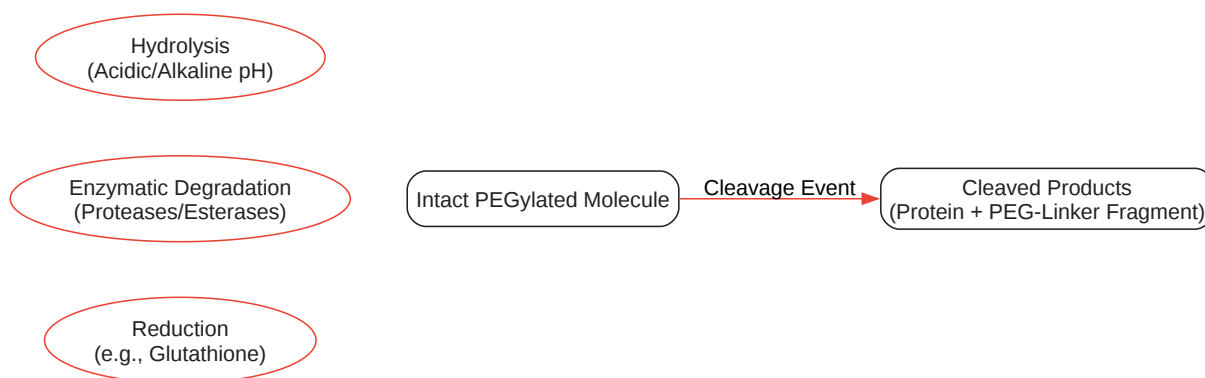 Hydrolysis
(Acidic/Alkaline pH)
Enzymatic Degradation
(Proteases/Esterases)
Reduction
(e.g., Glutathione)
Intact PEGylated Molecule
Cleavage Event
Cleaved Products
(Protein + PEG-Linker Fragment)